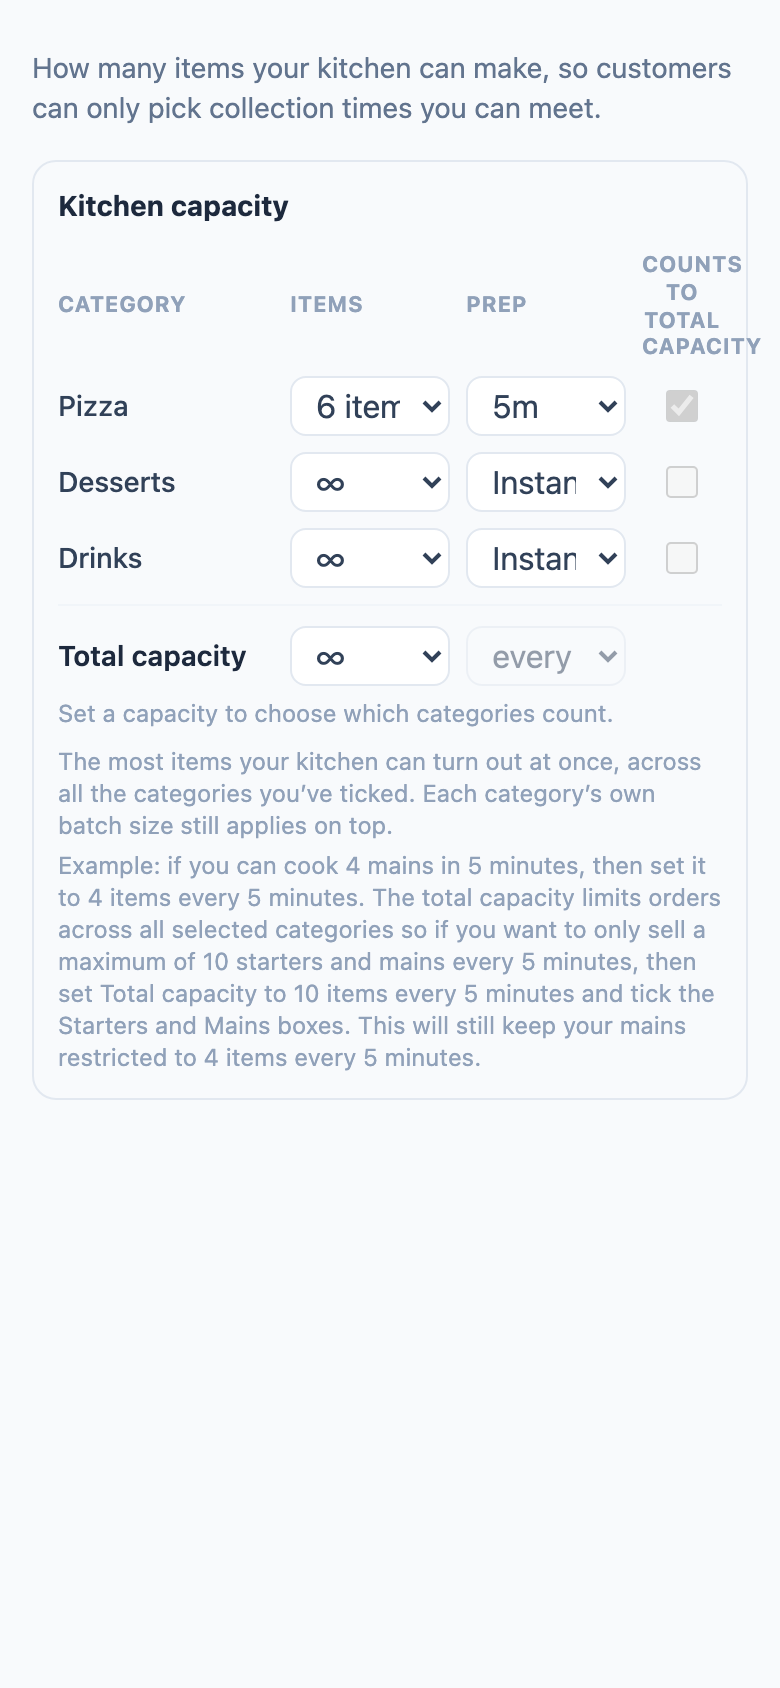 How many items your kitchen can make, so customers
can only pick collection times you can meet.
Kitchen capacity
CATEGORY ITEMS PREP COUNTS TO TOTAL CAPACITY
Pizza 6 item 5m
Desserts ∞ Instan
Drinks ∞ Instan
Total capacity ∞ every
Set a capacity to choose which categories count.
The most items your kitchen can turn out at once, across
all the categories you’ve ticked. Each category’s own
batch size still applies on top.
Example: if you can cook 4 mains in 5 minutes, then set it
to 4 items every 5 minutes. The total capacity limits orders
across all selected categories so if you want to only sell a
maximum of 10 starters and mains every 5 minutes, then
set Total capacity to 10 items every 5 minutes and tick the
Starters and Mains boxes. This will still keep your mains
restricted to 4 items every 5 minutes.